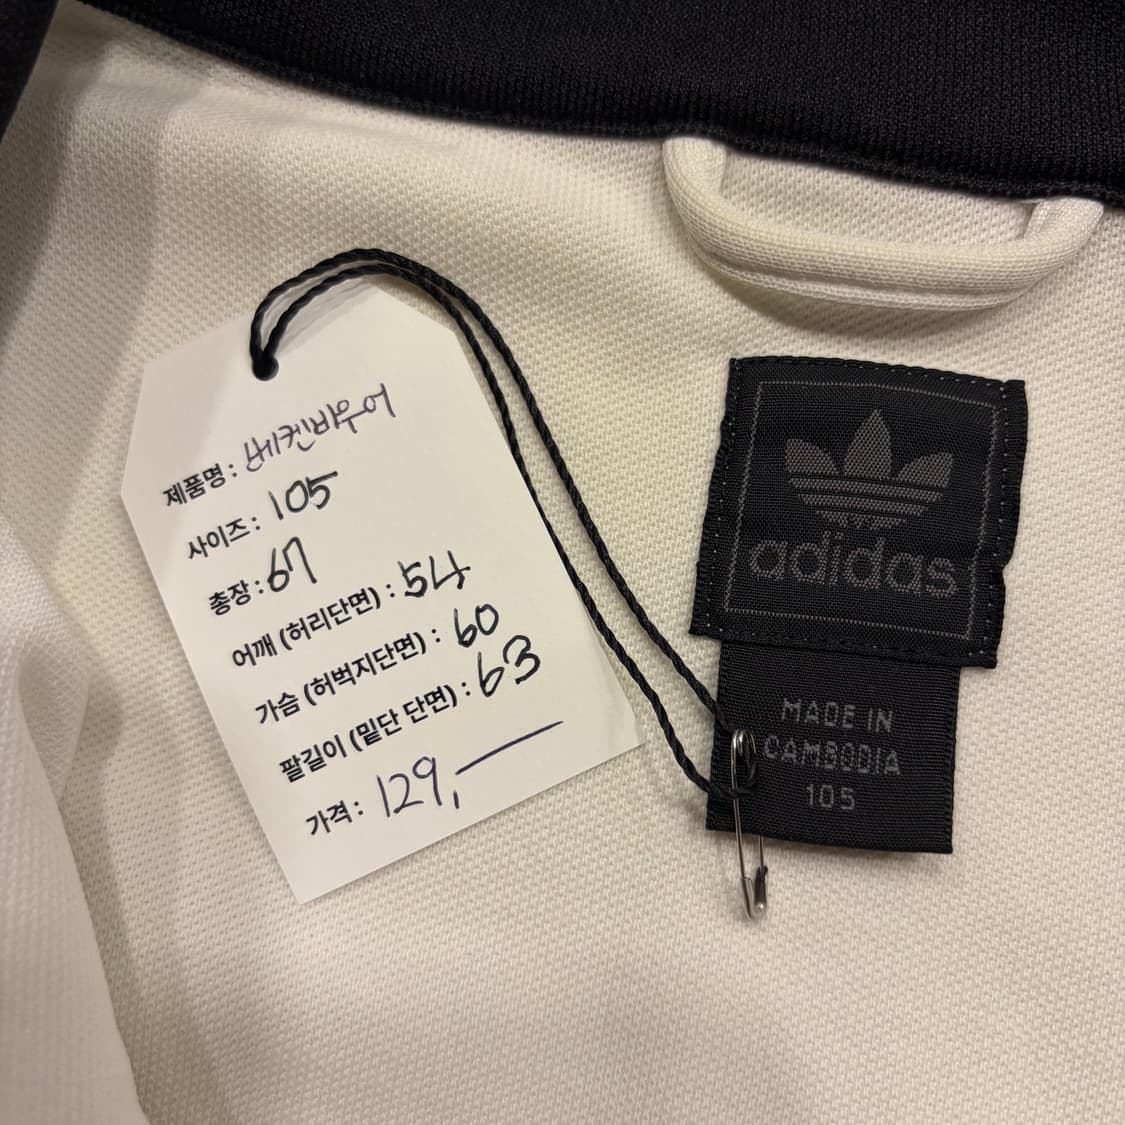 제품명 : 베켄바우어
사이즈 : 105
총장 : 67
어깨 (허리단면) : 54
가슴 (허벅지단면) : 60
팔길이 (밑단 단면) : 63
가격 : 129,—
adidas
MADE IN
CAMBODIA
105